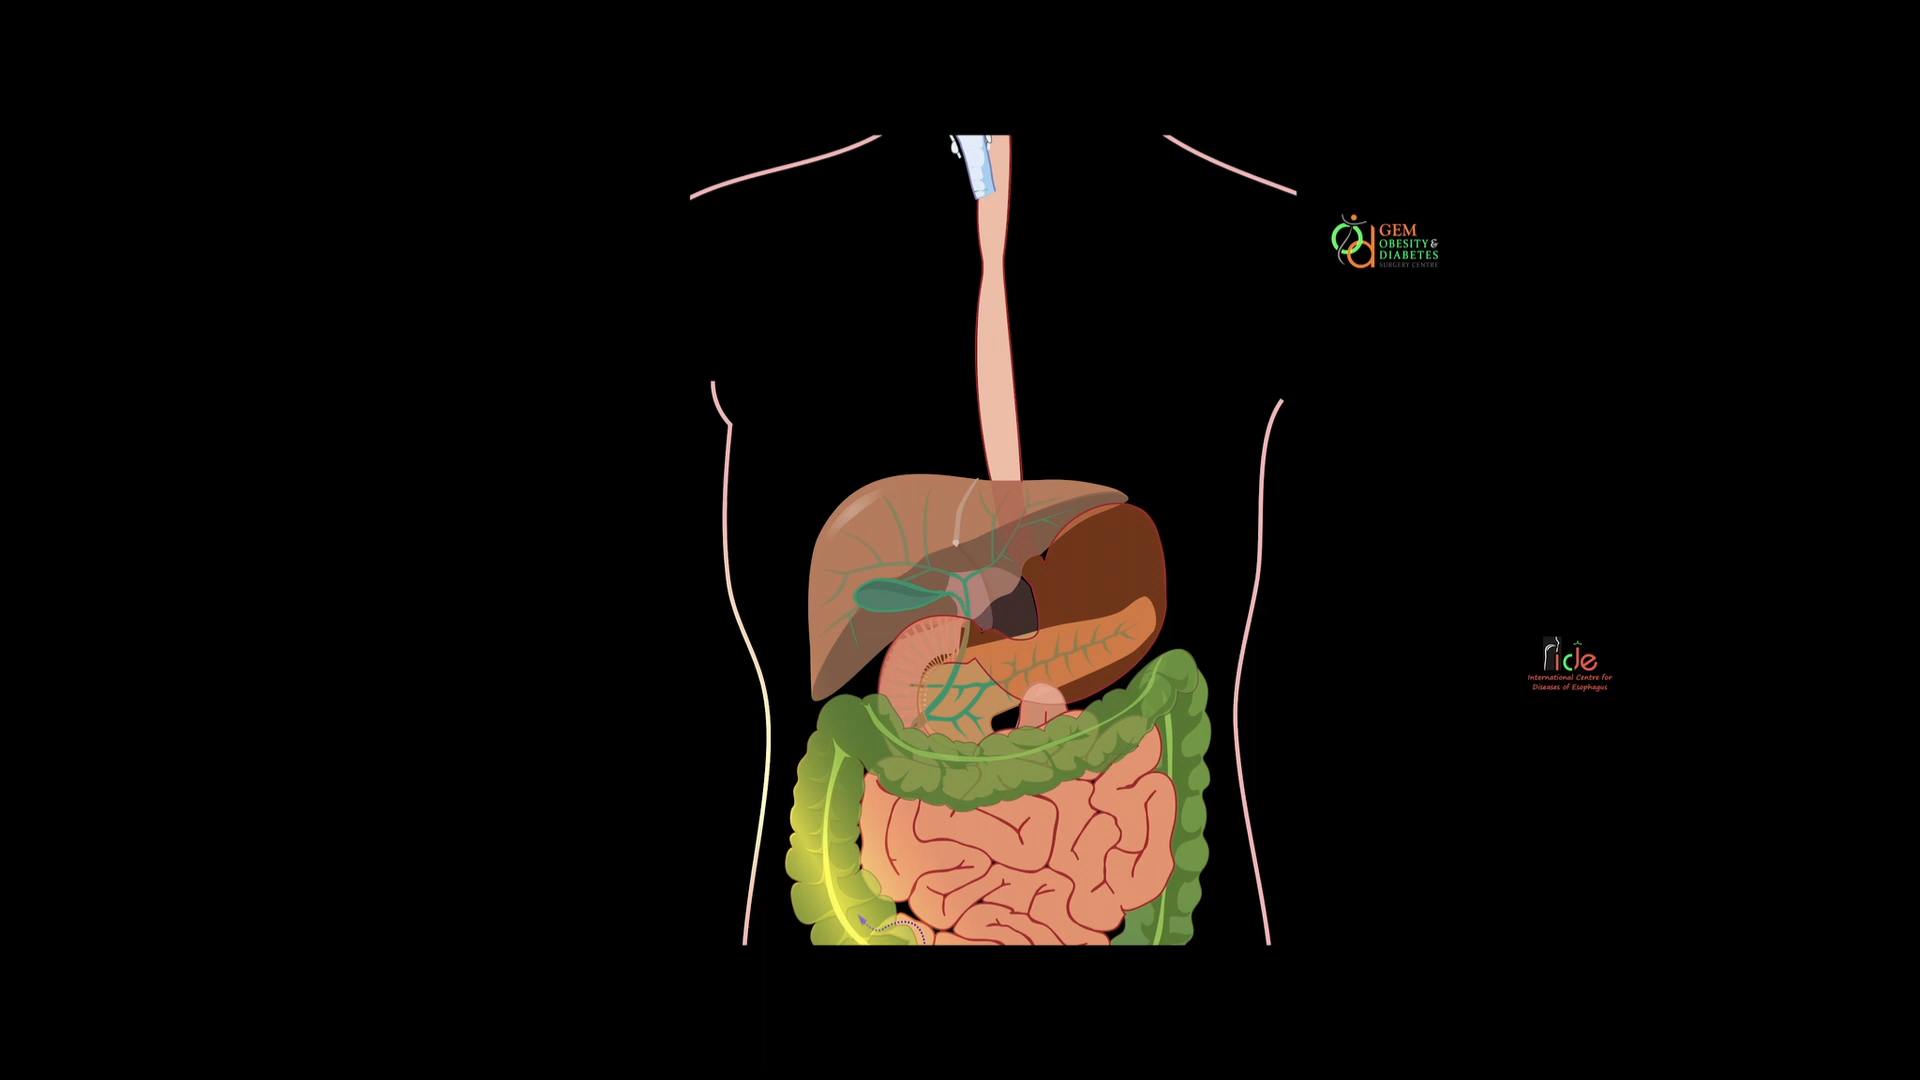 GEM
OBESITY &
DIABETES
SURGERY CENTRE
icde
International Centre for
Diseases of Esophagus